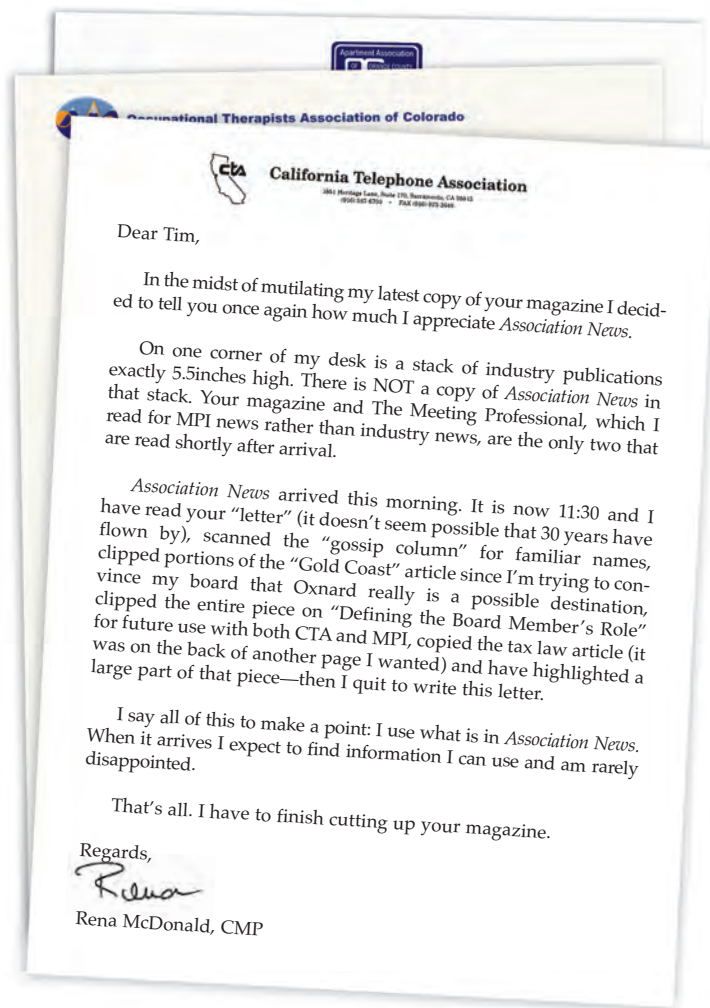 Apartment Association
OF ORANGE COUNTY
Occupational Therapists Association of Colorado
cta
California Telephone Association
Dear Tim,
In the midst of mutilating my latest copy of your magazine I decid-
ed to tell you once again how much I appreciate Association News.
On one corner of my desk is a stack of industry publications
exactly 5.5inches high. There is NOT a copy of Association News in
that stack. Your magazine and The Meeting Professional, which I
read for MPI news rather than industry news, are the only two that
are read shortly after arrival.
Association News arrived this morning. It is now 11:30 and I
have read your “letter” (it doesn’t seem possible that 30 years have
flown by), scanned the “gossip column” for familiar names,
clipped portions of the “Gold Coast” article since I’m trying to con-
vince my board that Oxnard really is a possible destination,
clipped the entire piece on “Defining the Board Member’s Role”
for future use with both CTA and MPI, copied the tax law article (it
was on the back of another page I wanted) and have highlighted a
large part of that piece—then I quit to write this letter.
I say all of this to make a point: I use what is in Association News.
When it arrives I expect to find information I can use and am rarely
disappointed.
That’s all. I have to finish cutting up your magazine.
Regards,
Rena
Rena McDonald, CMP